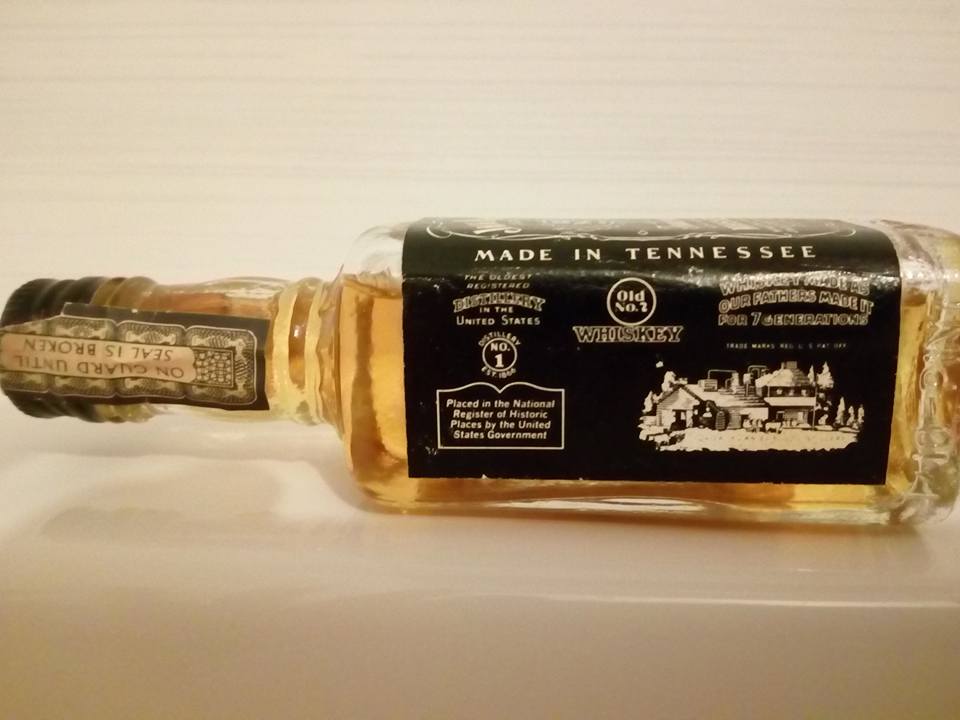 MADE IN TENNESSEE
THE OLDEST
REGISTERED
DISTILLERY
IN THE
UNITED STATES
DISTILLERY
NO.
1
EST. 1866
Placed in the National
Register of Historic
Places by the United
States Government
Old
No. 7
WHISKEY
WHISKEY MADE AS
OUR FATHERS MADE IT
FOR 7 GENERATIONS
TRADE MARKS REG. U.S. PAT. OFF.
ON GUARD UNTIL
SEAL IS BROKEN